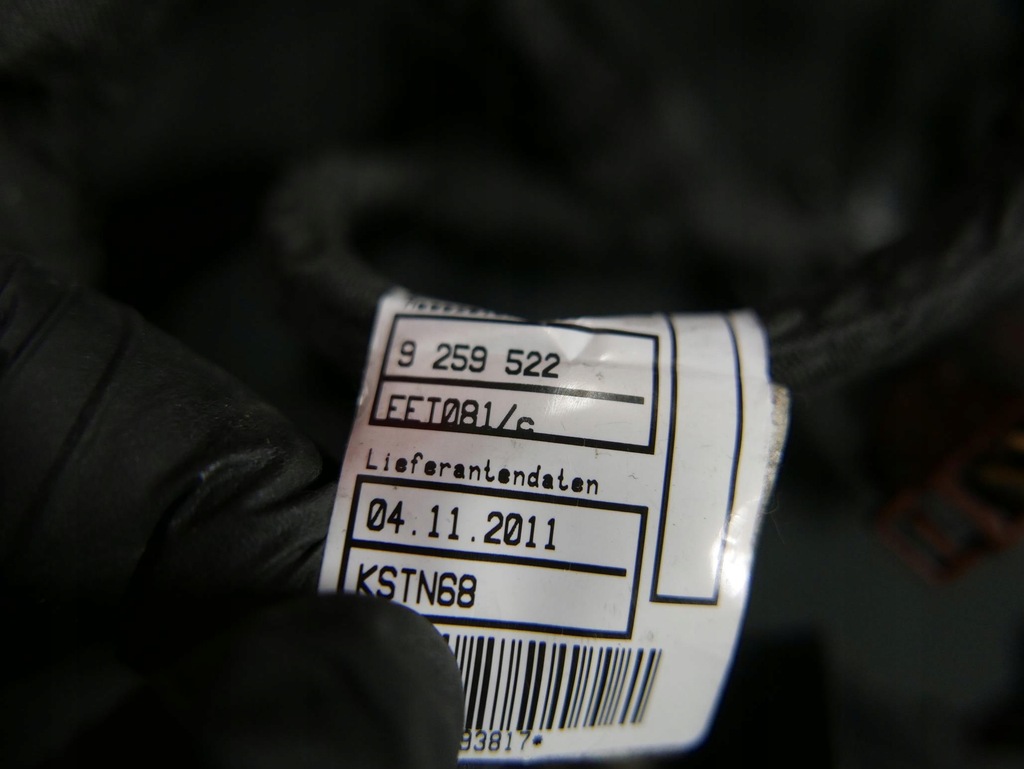 9 259 522
EET081/c
Lieferantendaten
04.11.2011
KSTN68
93817*